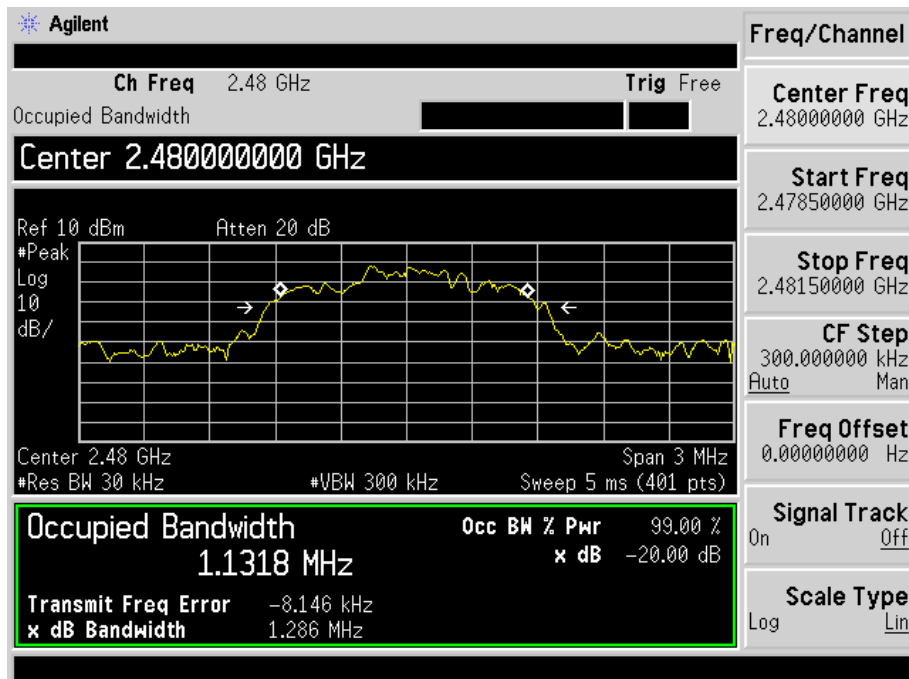 Agilent
Freq/Channel
Ch Freq 2.48 GHz Trig Free
Occupied Bandwidth
Center 2.480000000 GHz
Ref 10 dBm Atten 20 dB
#Peak
Log
10
dB/
Center 2.48 GHz Span 3 MHz
#Res BW 30 kHz #VBW 300 kHz Sweep 5 ms (401 pts)
Occupied Bandwidth
1.1318 MHz
Occ BW % Pwr 99.00 %
x dB -20.00 dB
Transmit Freq Error -8.146 kHz
x dB Bandwidth 1.286 MHz
Center Freq
2.48000000 GHz
Start Freq
2.47850000 GHz
Stop Freq
2.48150000 GHz
CF Step
300.000000 kHz
Auto Man
Freq Offset
0.00000000 Hz
Signal Track
On Off
Scale Type
Log Lin